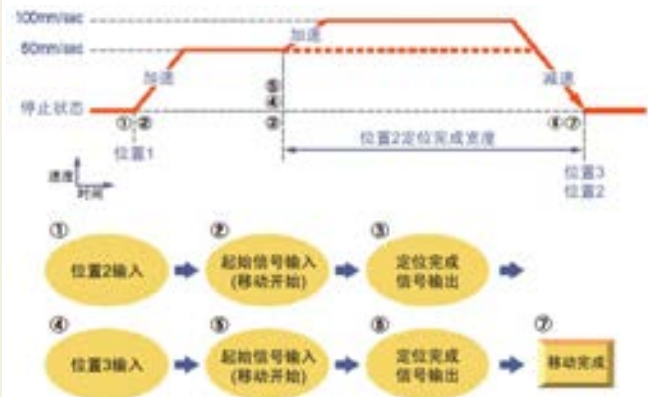 100mm/sec
60mm/sec
停止状态
加速
加速
减速
①②
⑤
④
③
⑥⑦
位置1
位置2定位完成宽度
位置3
位置2
速度
时间
①
②
③
位置2输入
起始信号输入
(移动开始)
定位完成
信号输出
④
⑤
⑥
⑦
位置3输入
起始信号输入
(移动开始)
定位完成
信号输出
移动完成